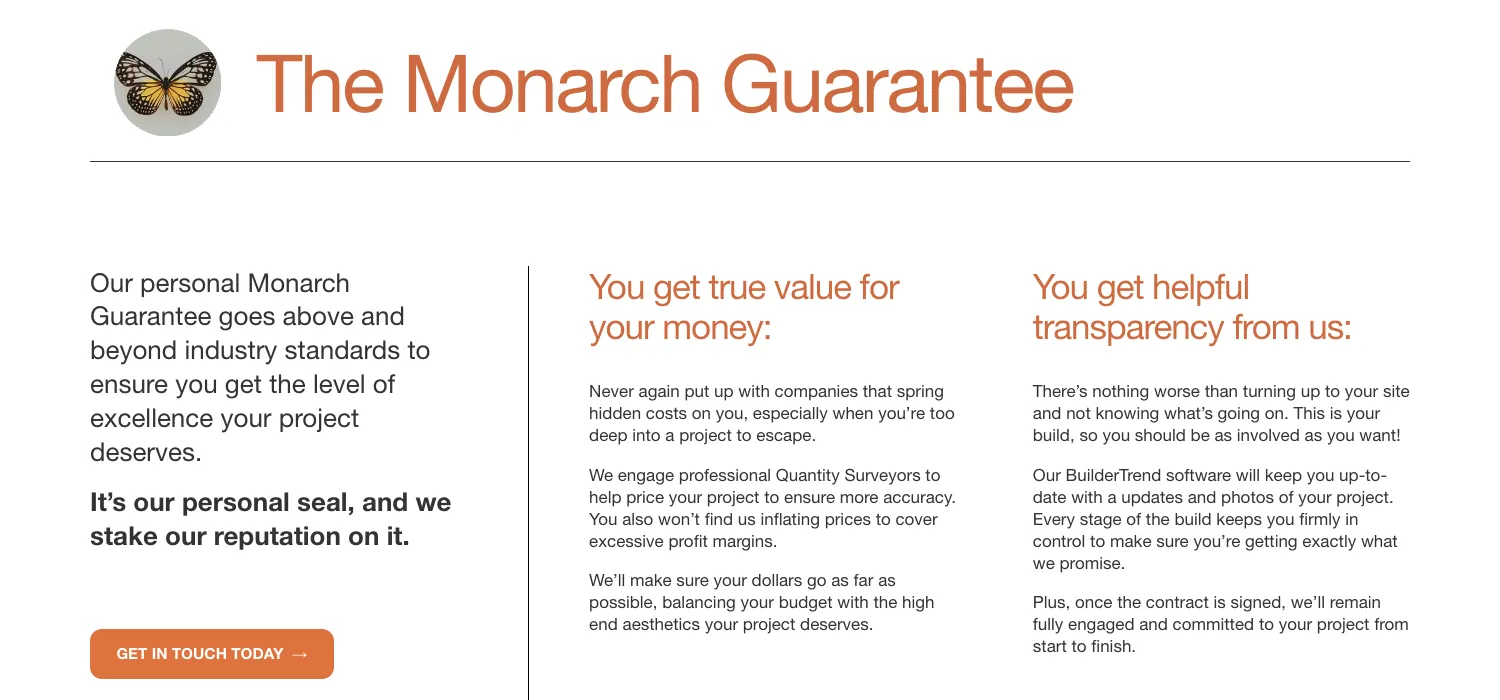 The Monarch Guarantee
Our personal Monarch
Guarantee goes above and
beyond industry standards to
ensure you get the level of
excellence your project
deserves.
It’s our personal seal, and we
stake our reputation on it.
GET IN TOUCH TODAY →
You get true value for
your money:
Never again put up with companies that spring
hidden costs on you, especially when you’re too
deep into a project to escape.
We engage professional Quantity Surveyors to
help price your project to ensure more accuracy.
You also won’t find us inflating prices to cover
excessive profit margins.
We’ll make sure your dollars go as far as
possible, balancing your budget with the high
end aesthetics your project deserves.
You get helpful
transparency from us:
There’s nothing worse than turning up to your site
and not knowing what’s going on. This is your
build, so you should be as involved as you want!
Our BuilderTrend software will keep you up-to-
date with a updates and photos of your project.
Every stage of the build keeps you firmly in
control to make sure you’re getting exactly what
we promise.
Plus, once the contract is signed, we’ll remain
fully engaged and committed to your project from
start to finish.